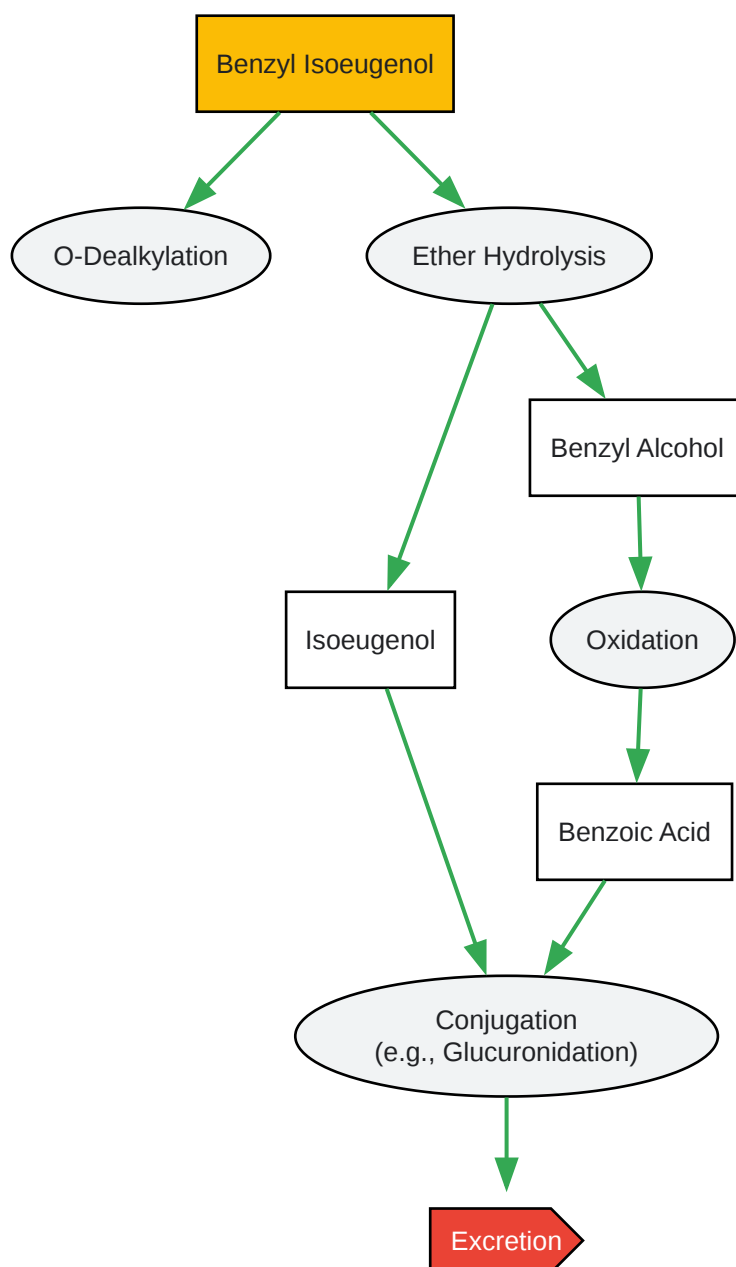 Benzyl Isoeugenol
O-Dealkylation
Ether Hydrolysis
Benzyl Alcohol
Isoeugenol
Oxidation
Benzoic Acid
Conjugation
(e.g., Glucuronidation)
Excretion